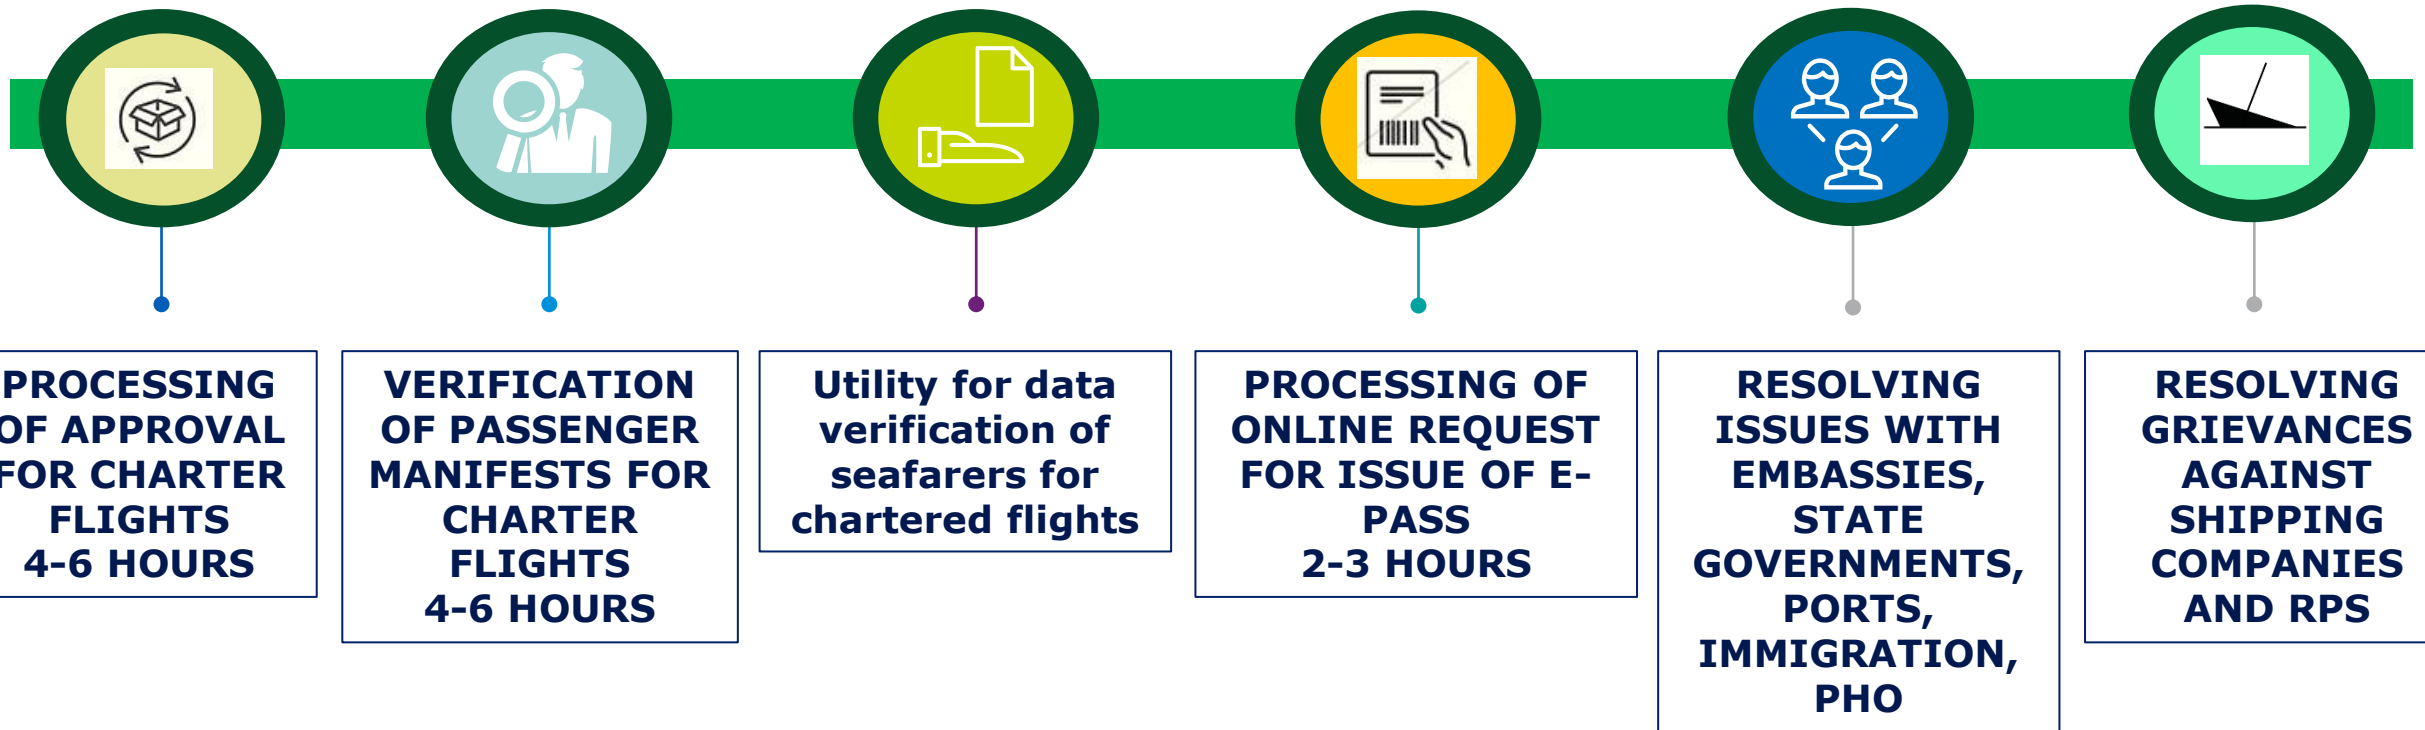 PROCESSING
OF APPROVAL
FOR CHARTER
FLIGHTS
4-6 HOURS
VERIFICATION
OF PASSENGER
MANIFESTS FOR
CHARTER
FLIGHTS
4-6 HOURS
Utility for data
verification of
seafarers for
chartered flights
PROCESSING OF
ONLINE REQUEST
FOR ISSUE OF E-
PASS
2-3 HOURS
RESOLVING
ISSUES WITH
EMBASSIES,
STATE
GOVERNMENTS,
PORTS,
IMMIGRATION,
PHO
RESOLVING
GRIEVANCES
AGAINST
SHIPPING
COMPANIES
AND RPS